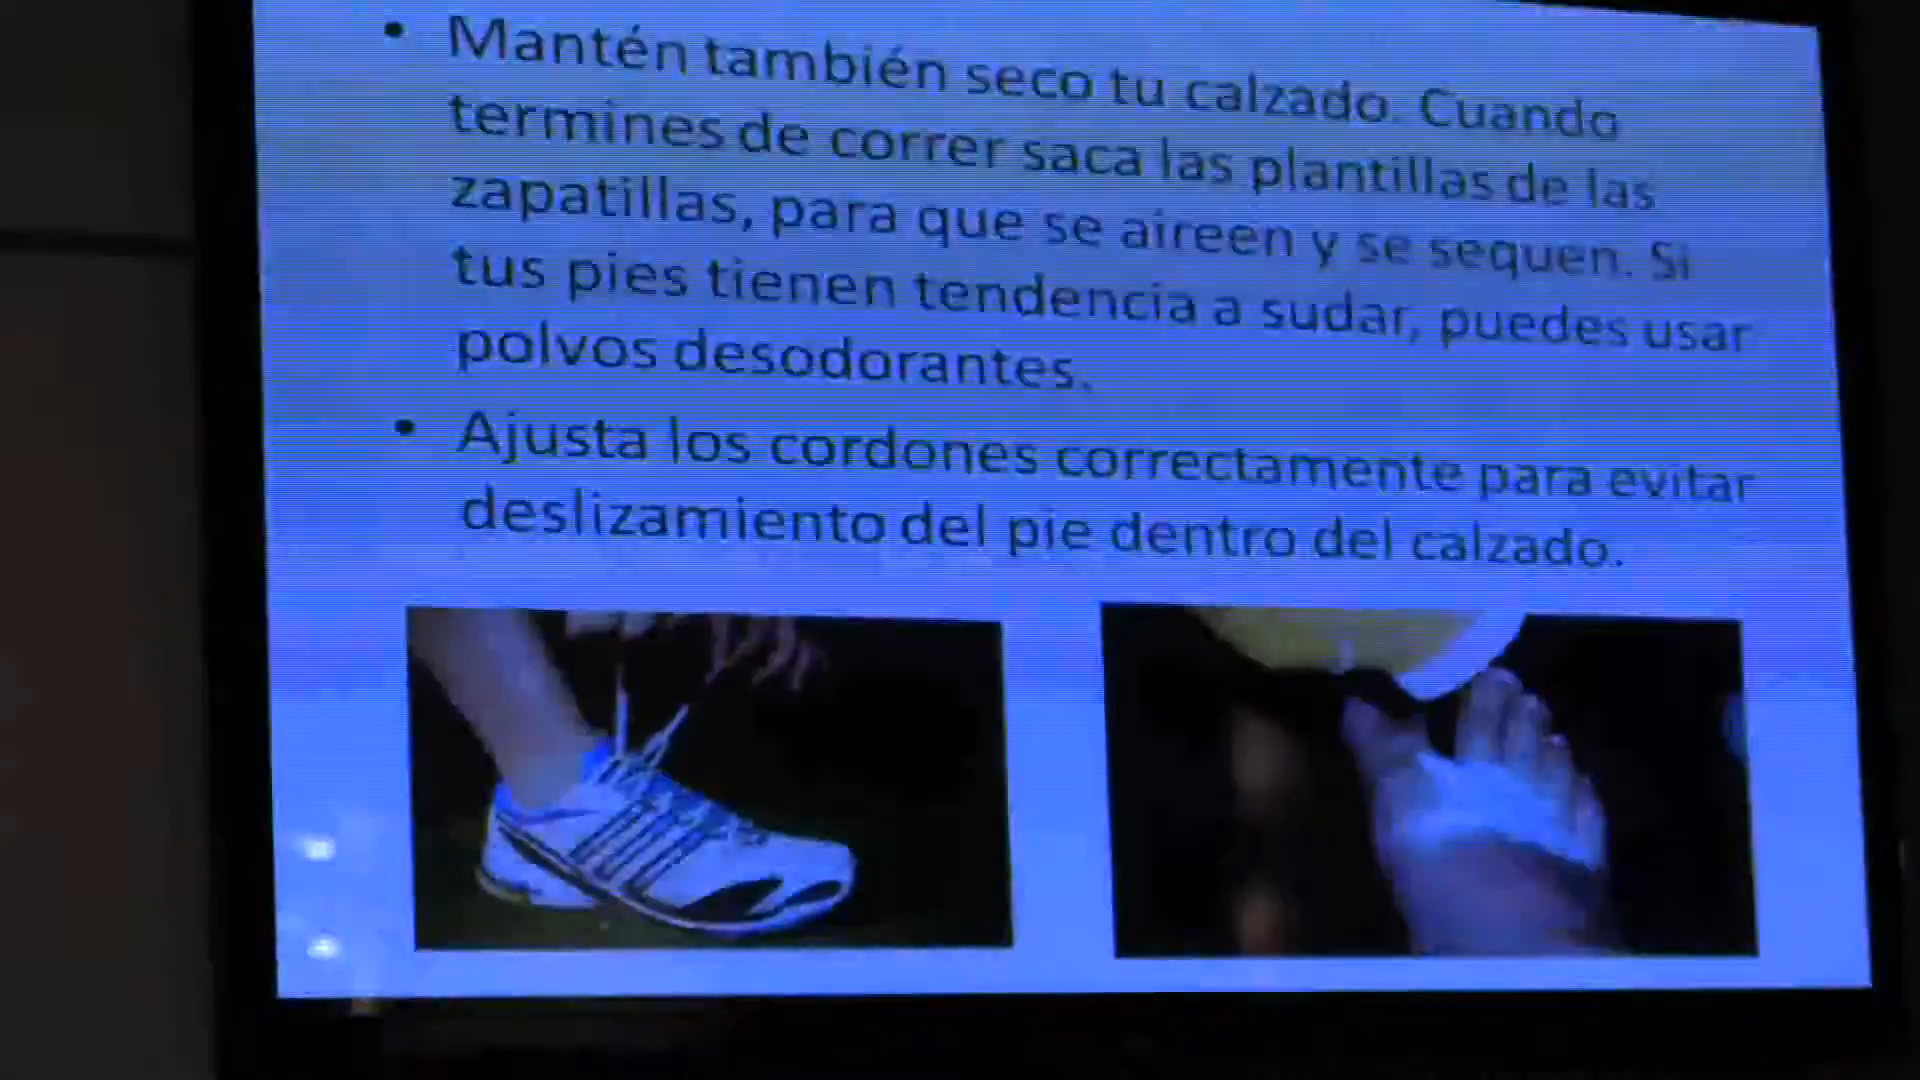 • Mantén también seco tu calzado. Cuando
termines de correr saca las plantillas de las
zapatillas, para que se aireen y se sequen. Si
tus pies tienen tendencia a sudar, puedes usar
polvos desodorantes.
• Ajusta los cordones correctamente para evitar
deslizamiento del pie dentro del calzado.